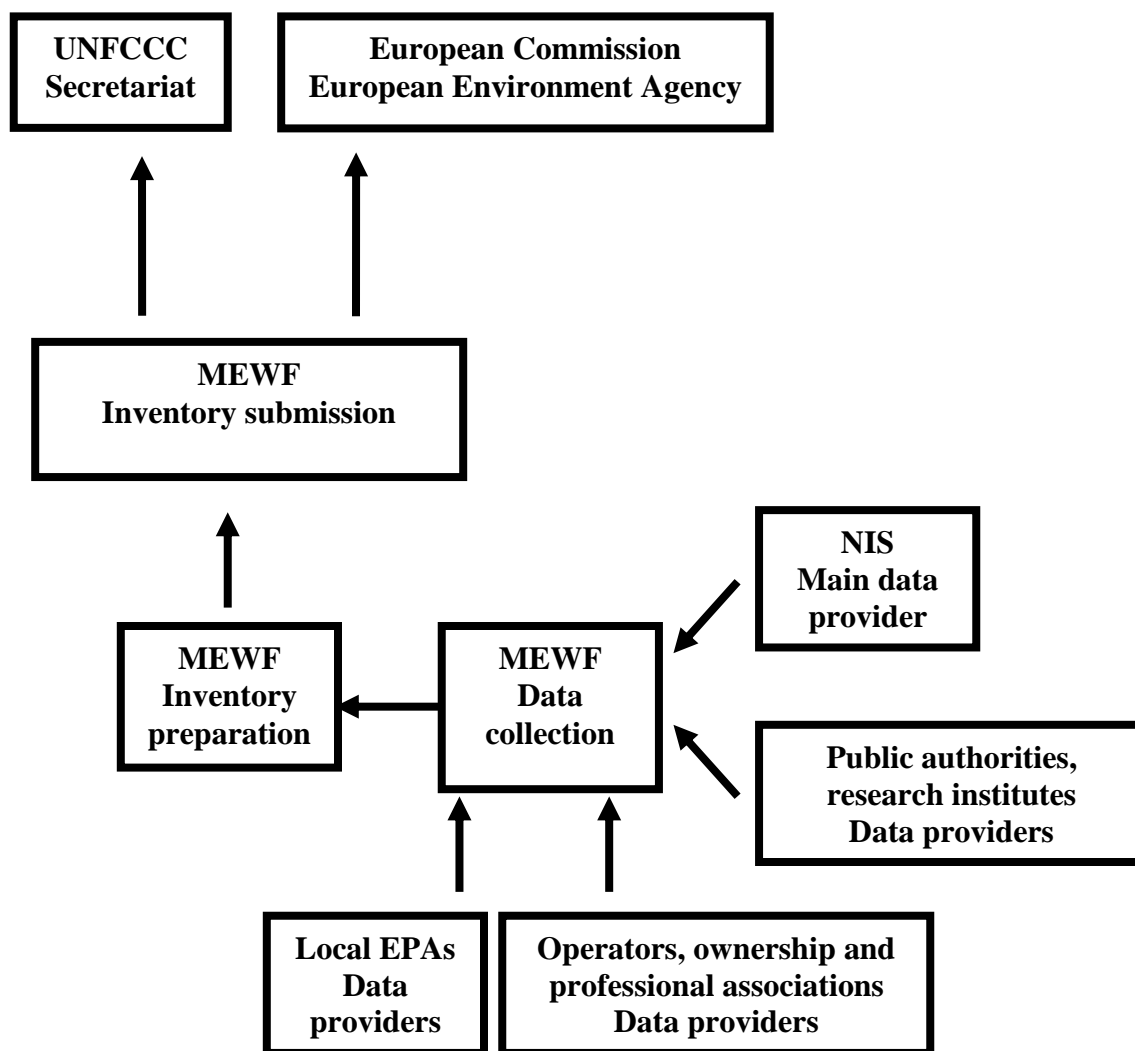 UNFCCC
Secretariat
European Commission
European Environment Agency
MEWF
Inventory submission
NIS
Main data
provider
MEWF
Inventory
preparation
MEWF
Data
collection
Public authorities,
research institutes
Data providers
Local EPAs
Data
providers
Operators, ownership and
professional associations
Data providers